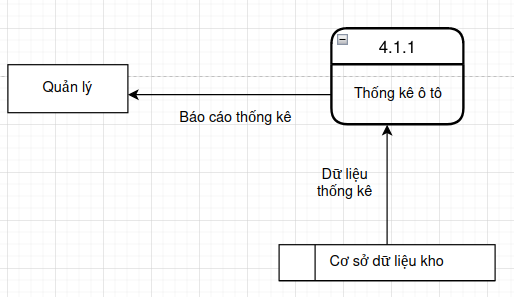 4.1.1
Quản lý
Thống kê ô tô
Báo cáo thống kê
Dữ liệu
thống kê
Cơ sở dữ liệu kho